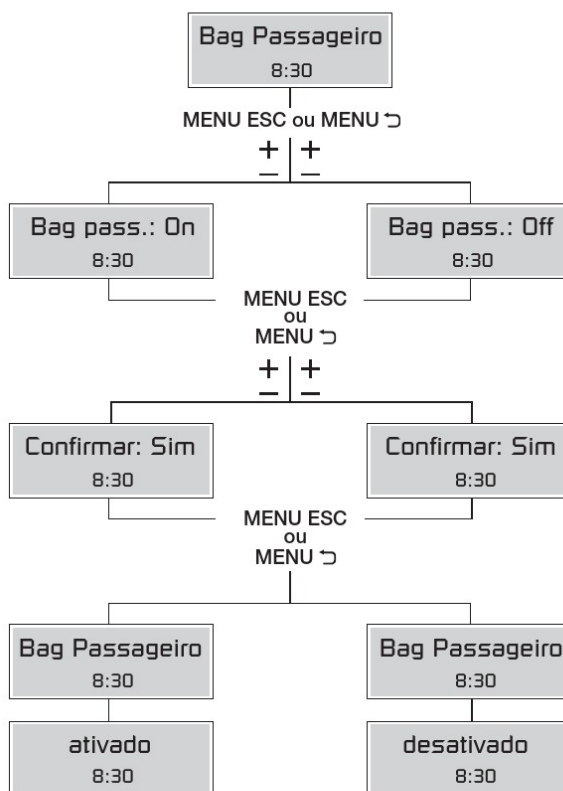 Bag Passageiro
8:30
MENU ESC ou MENU ⮌
+ +
− −
Bag pass.: On
8:30
Bag pass.: Off
8:30
MENU ESC
ou
MENU ⮌
+ +
− −
Confirmar: Sim
8:30
Confirmar: Sim
8:30
MENU ESC
ou
MENU ⮌
Bag Passageiro
8:30
Bag Passageiro
8:30
ativado
8:30
desativado
8:30